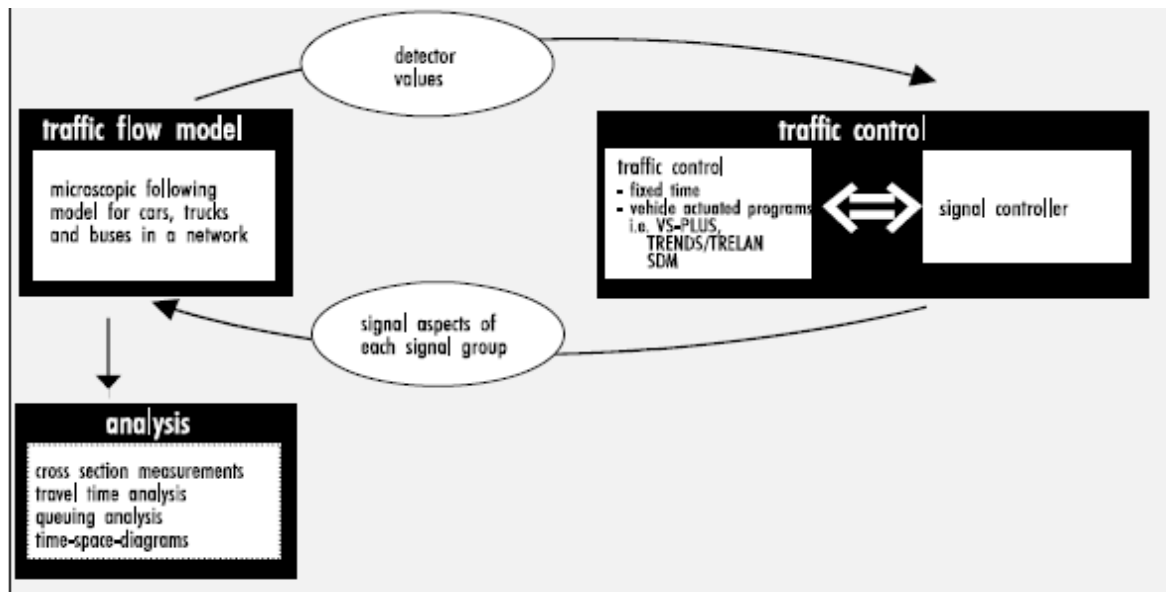 detector
values
traffic flow model
microscopic following
model for cars, trucks
and buses in a network
traffic control
traffic control
- fixed time
- vehicle actuated programs
i.e. VS-PLUS,
TRENDS/TRELAN
SDM
signal controller
signal aspects of
each signal group
analysis
cross section measurements
travel time analysis
queuing analysis
time-space-diagrams